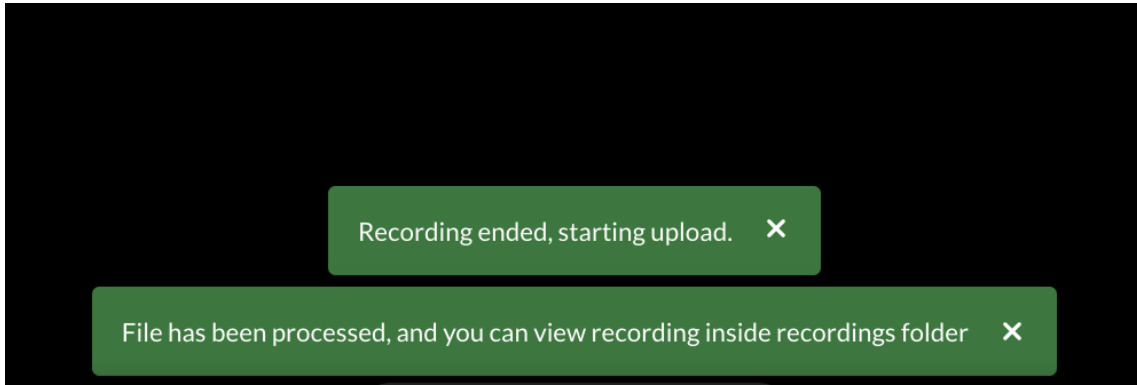 Recording ended, starting upload.
File has been processed, and you can view recording inside recordings folder